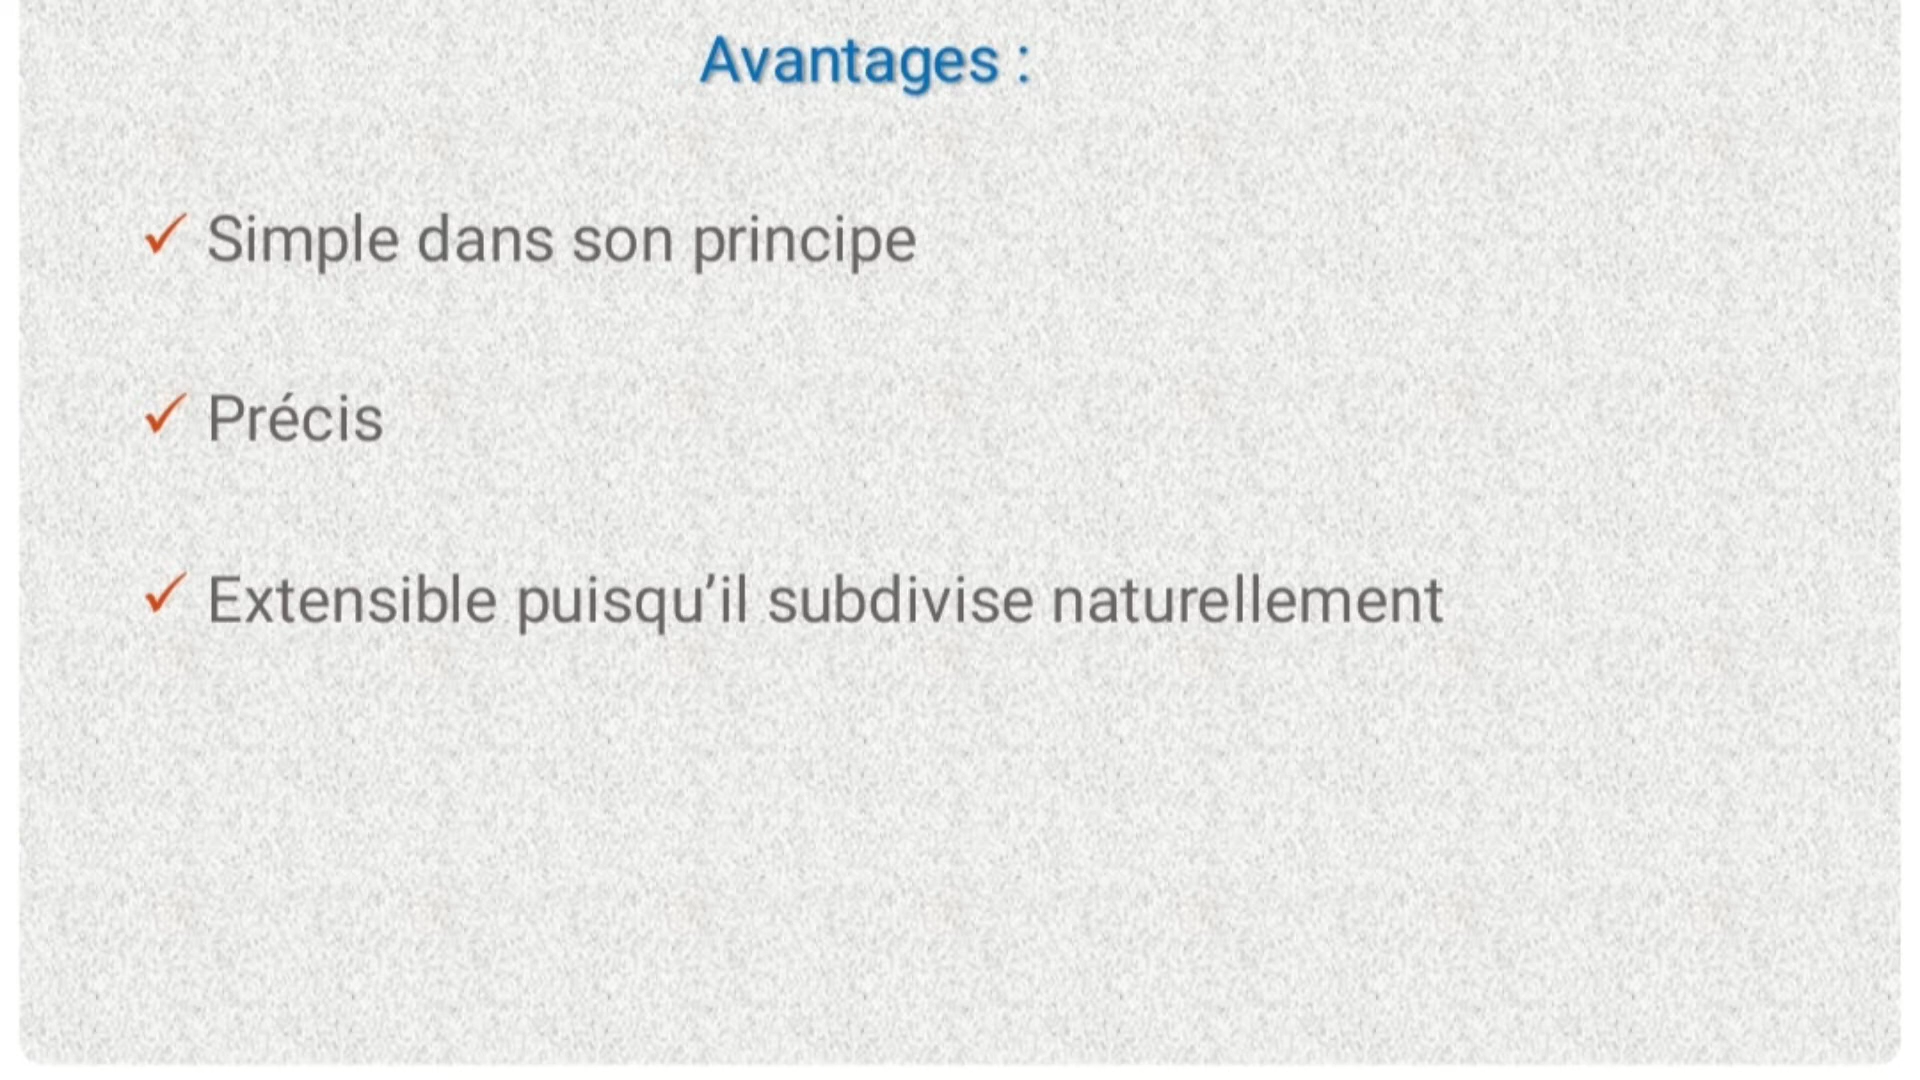 Avantages :
✓ Simple dans son principe
✓ Précis
✓ Extensible puisqu’il subdivise naturellement